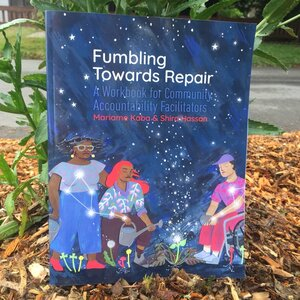 Fumbling
Towards Repair
A Workbook for Community
Accountability Facilitators
Mariame Kaba & Shira Hassan